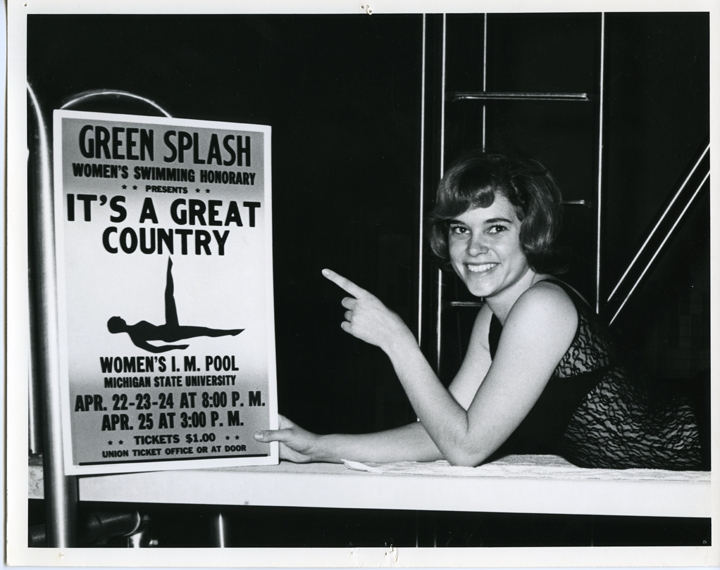 GREEN SPLASH
WOMEN'S SWIMMING HONORARY
★ ★ PRESENTS ★ ★
IT'S A GREAT
COUNTRY
WOMEN'S I. M. POOL
MICHIGAN STATE UNIVERSITY
APR. 22-23-24 AT 8:00 P. M.
APR. 25 AT 3:00 P. M.
★ ★ TICKETS $1.00 ★ ★
UNION TICKET OFFICE OR AT DOOR